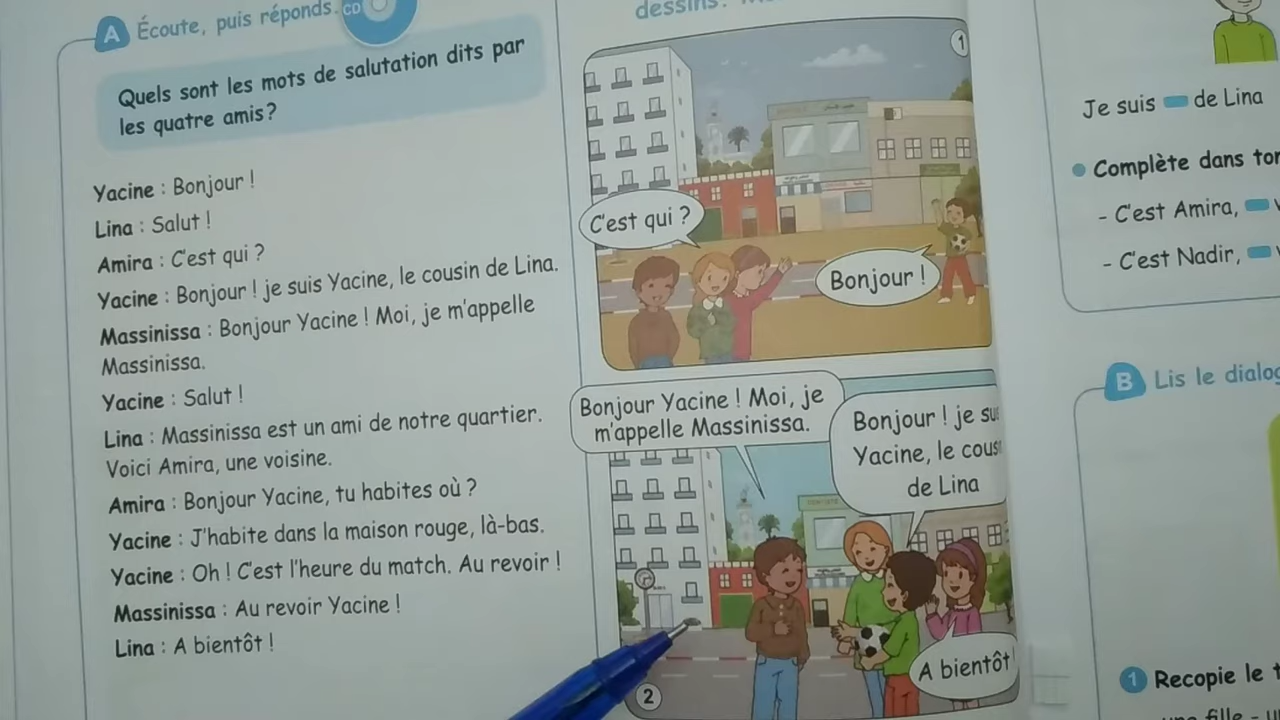 A Écoute, puis réponds. CD
Quels sont les mots de salutation dits par
les quatre amis?
Yacine : Bonjour !
Lina : Salut !
Amira : C'est qui ?
Yacine : Bonjour ! je suis Yacine, le cousin de Lina.
Massinissa : Bonjour Yacine ! Moi, je m'appelle
Massinissa.
Yacine : Salut !
Lina : Massinissa est un ami de notre quartier.
Voici Amira, une voisine.
Amira : Bonjour Yacine, tu habites où ?
Yacine : J'habite dans la maison rouge, là-bas.
Yacine : Oh ! C'est l'heure du match. Au revoir !
Massinissa : Au revoir Yacine !
Lina : A bientôt !
dessins.
1
C'est qui ?
Bonjour !
Bonjour Yacine ! Moi, je
m'appelle Massinissa.
Bonjour ! je
Yacine, le
de Lina
A bientôt
2
Je suis de Lina
Complète dans
- C'est Amira,
- C'est Nadir,
B Lis le
1 Recopie le
une fille -